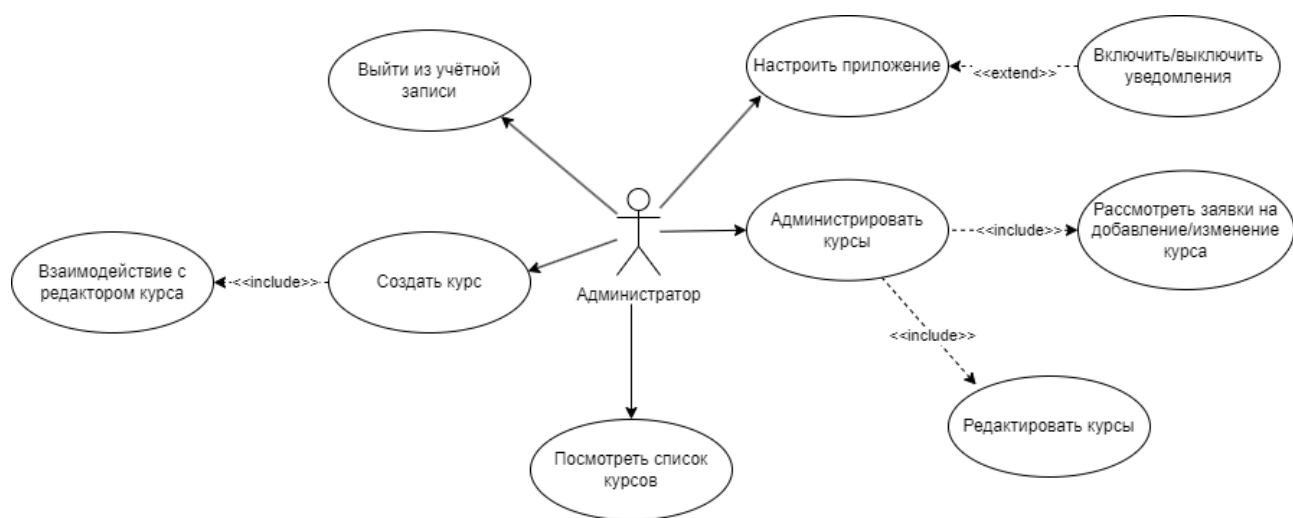 Выйти из учётной
записи
Настроить приложение
<<extend>>
Включить/выключить
уведомления
Взаимодействие с
редактором курса
<<include>>
Создать курс
Администратор
Администрировать
курсы
<<include>>
Рассмотреть заявки на
добавление/изменение
курса
<<include>>
Редактировать курсы
Посмотреть список
курсов